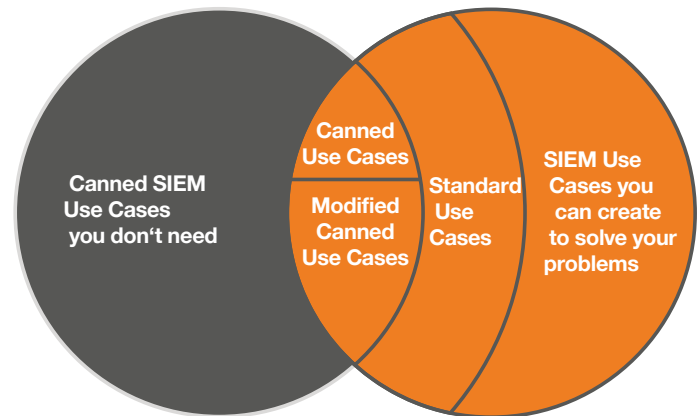 Canned SIEM
Use Cases
you don‘t need
Canned
Use Cases
Modified
Canned
Use Cases
Standard
Use
Cases
SIEM Use
Cases you
can create
to solve your
problems